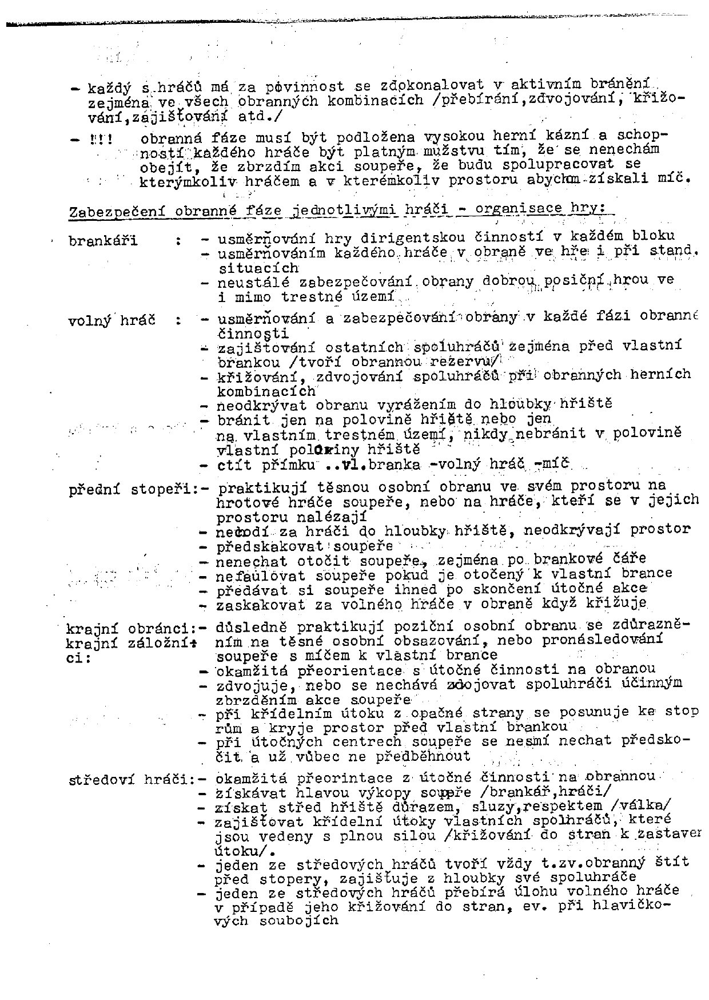 - každý s hráčů má za povinnost se zdokonalovat v aktivním bránění
zejména ve všech obranných kombinacích /přebírání,zdvojování, křižo-
vání,zajišťování atd./
- !!! obranná fáze musí být podložena vysokou herní kázní a schop-
ností každého hráče být platným mužstvu tím, že se nenechám
obejít, že zbrzdím akci soupeře, že budu spolupracovat se
kterýmkoliv hráčem a v kterémkoliv prostoru abychm získali míč.
Zabezpečení obranné fáze jednotlivými hráči - organisace hry:
brankáři : - usměrňování hry dirigentskou činností v každém bloku
- usměrňováním každého hráče v obraně ve hře i při stand.
situacích
- neustálé zabezpečování obrany dobrou posiční hrou ve
i mimo trestné území
volný hráč : - usměrňování a zabezpečování obrany v každé fázi obranné
činnosti
- zajišťování ostatních spoluhráčů zejména před vlastní
brankou /tvoří obrannou rezervu/
- křižování, zdvojování spoluhráčů při obranných herních
kombinacích
- neodkrývat obranu vyrážením do hloubky hřiště
- bránit jen na polovině hřiště nebo jen
na vlastním trestném území, nikdy nebránit v polovině
vlastní poloviny hřiště
- ctít přímku ..vl.branka -volný hráč -míč
přední stopeři:- praktikují těsnou osobní obranu ve svém prostoru na
hrotové hráče soupeře, nebo na hráče, kteří se v jejich
prostoru nalézají
- nechodí za hráči do hloubky hřiště, neodkrývají prostor
- předskakovat soupeře
- nenechat otočit soupeře, zejména po brankové čáře
- nefaulovat soupeře pokud je otočený k vlastní brance
- předávat si soupeře ihned po skončení útočné akce
- zaskakovat za volného hráče v obraně když křižuje
krajní obránci:- důsledně praktikují poziční osobní obranu se zdůrazně-
krajní záložní- ním na těsné osobní obsazování, nebo pronásledování
ci: soupeře s míčem k vlastní brance
- okamžitá přeorientace s útočné činnosti na obranou
- zdvojuje, nebo se nechává zdojovat spoluhráči účinným
zbrzděním akce soupeře
- při křídelním útoku z opačné strany se posunuje ke stop
rům a kryje prostor před vlastní brankou
- při útočných centrech soupeře se nesmí nechat předsko-
čit a už vůbec ne předběhnout
středoví hráči:- okamžitá přeorintace z útočné činnosti na obrannou
- získávat hlavou výkopy soupeře /brankář,hráči/
- získat střed hřiště důrazem, sluzy,respektem /válka/
- zajišťovat křídelní útoky vlastních spolhráčů, které
jsou vedeny s plnou silou /křižování do stran k zastaver
útoku/.
- jeden ze středových hráčů tvoří vždy t.zv.obranný štít
před stopery, zajišťuje z hloubky své spoluhráče
- jeden ze středových hráčů přebírá úlohu volného hráče
v případě jeho křižování do stran, ev. při hlavičko-
vých soubojích